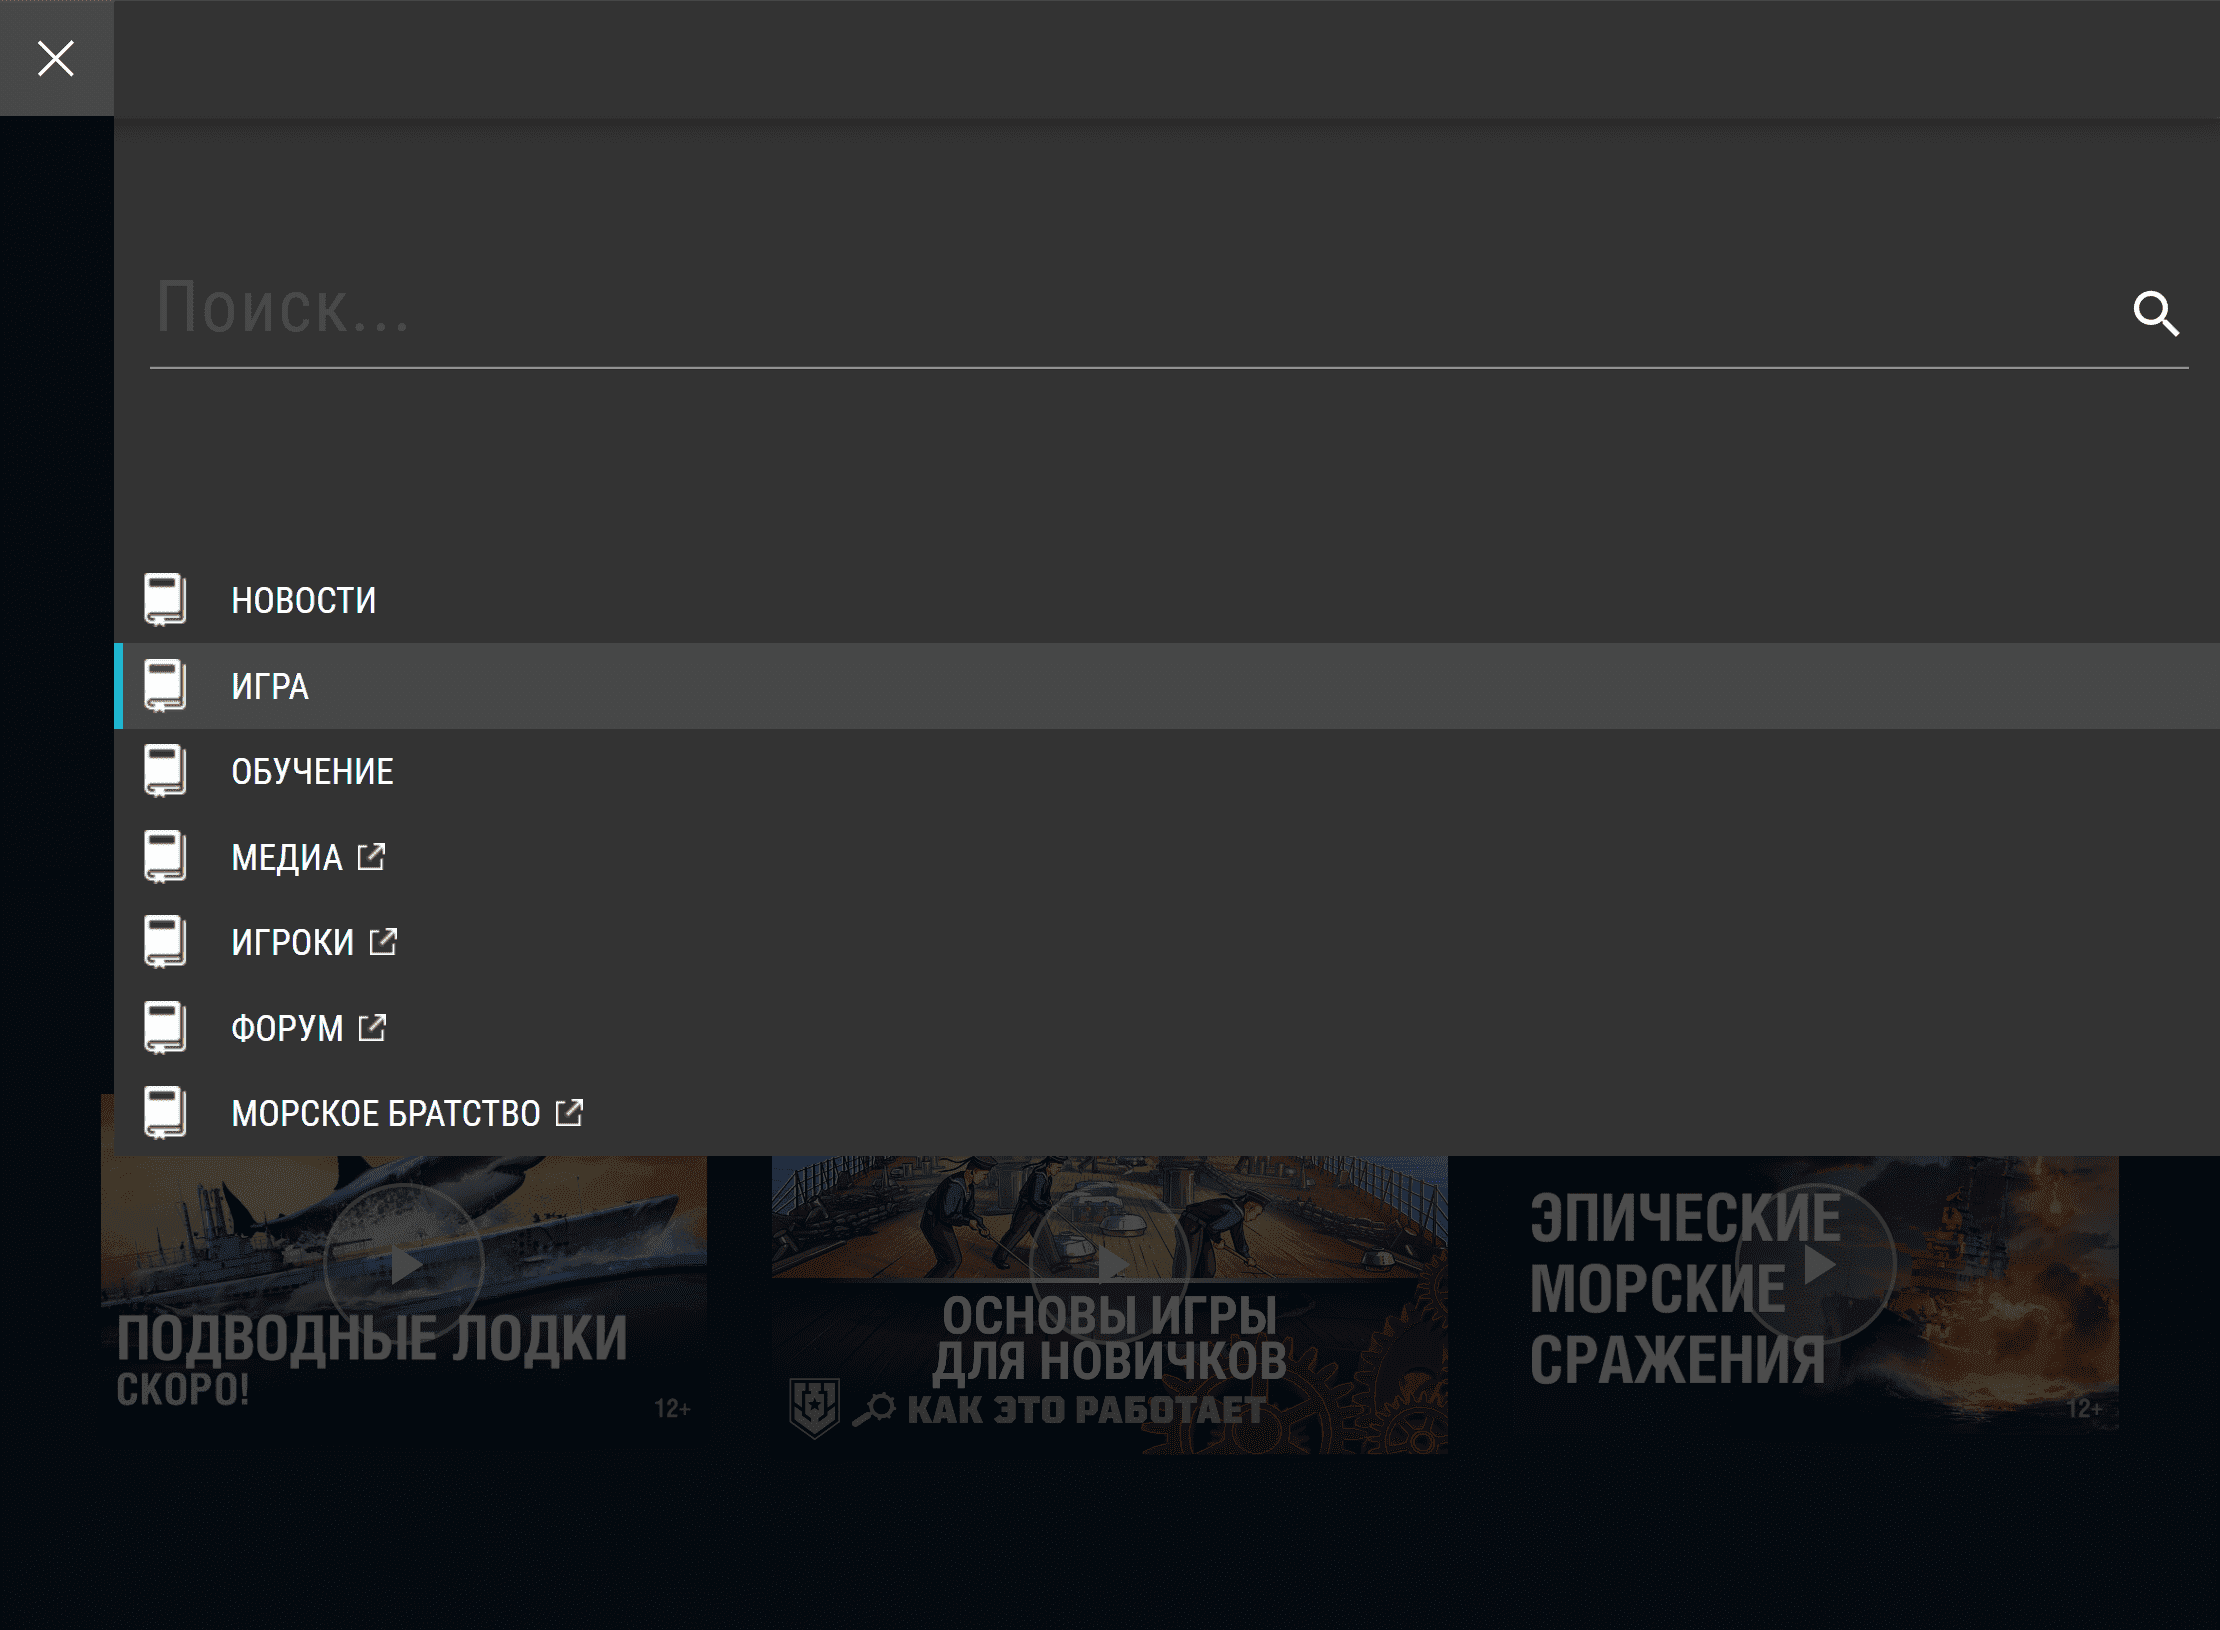 Поиск...
НОВОСТИ
ИГРА
ОБУЧЕНИЕ
МЕДИА
ИГРОКИ
ФОРУМ
МОРСКОЕ БРАТСТВО
ПОДВОДНЫЕ ЛОДКИ
СКОРО!
12+
ОСНОВЫ ИГРЫ
ДЛЯ НОВИЧКОВ
КАК ЭТО РАБОТАЕТ
ЭПИЧЕСКИЕ
МОРСКИЕ
СРАЖЕНИЯ
12+